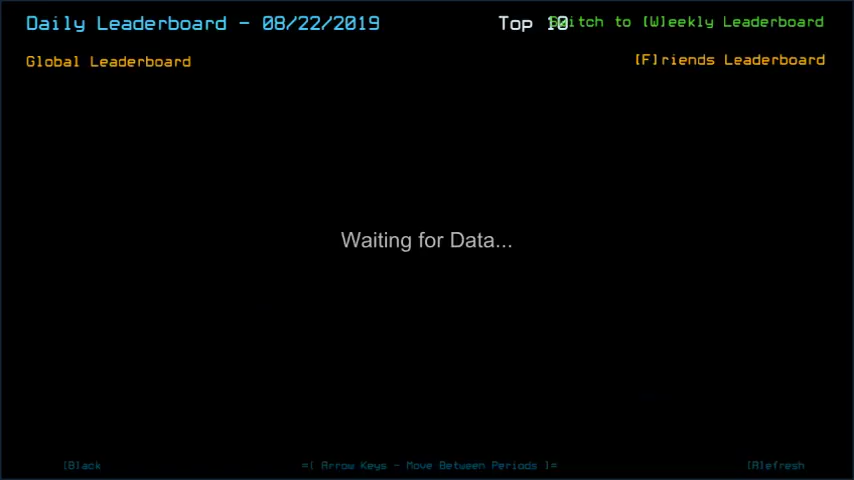 Daily Leaderboard - 08/22/2019 Top 10 Switch to [W]eekly Leaderboard
Global Leaderboard [F]riends Leaderboard
Waiting for Data...
[B]ack =[ Arrow Keys - Move Between Periods ]= [R]efresh